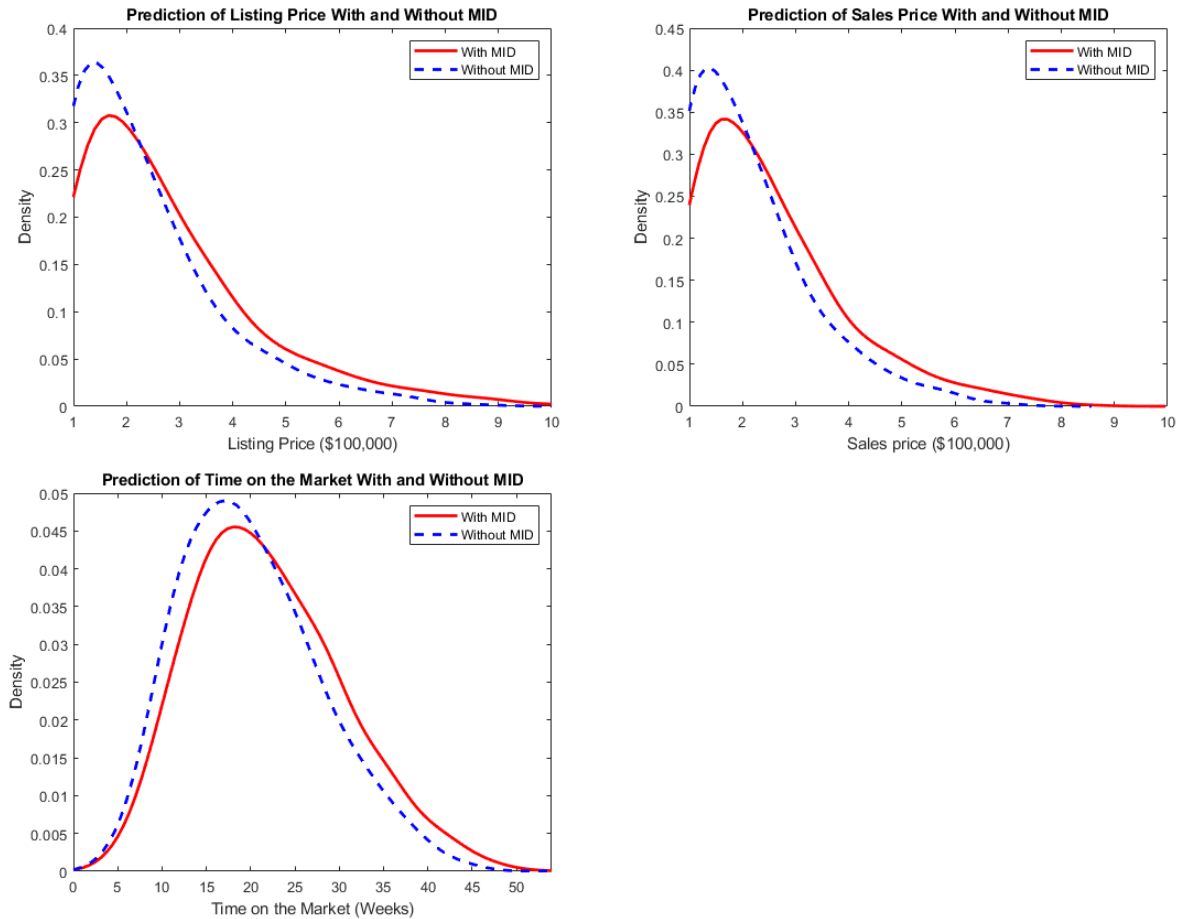 Prediction of Listing Price With and Without MID
0.4
0.35
0.3
0.25
0.2
0.15
0.1
0.05
0
Density
With MID
Without MID
1 2 3 4 5 6 7 8 9 10
Listing Price ($100,000)
Prediction of Sales Price With and Without MID
0.45
0.4
0.35
0.3
0.25
0.2
0.15
0.1
0.05
0
Density
With MID
Without MID
1 2 3 4 5 6 7 8 9 10
Sales price ($100,000)
Prediction of Time on the Market With and Without MID
0.05
0.045
0.04
0.035
0.03
0.025
0.02
0.015
0.01
0.005
0
Density
With MID
Without MID
0 5 10 15 20 25 30 35 40 45 50
Time on the Market (Weeks)